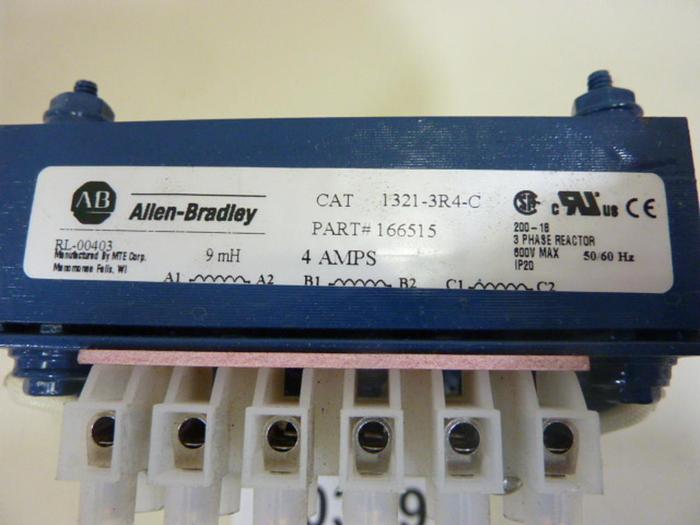 AB
Allen-Bradley
CAT 1321-3R4-C
PART# 166515
RL-00403
Manufactured By MTE Corp.
Menomonee Falls, WI
9 mH
4 AMPS
A1 A2 B1 B2 C1 C2
C US CE
200-18
3 PHASE REACTOR
600V MAX 50/60 Hz
IP20